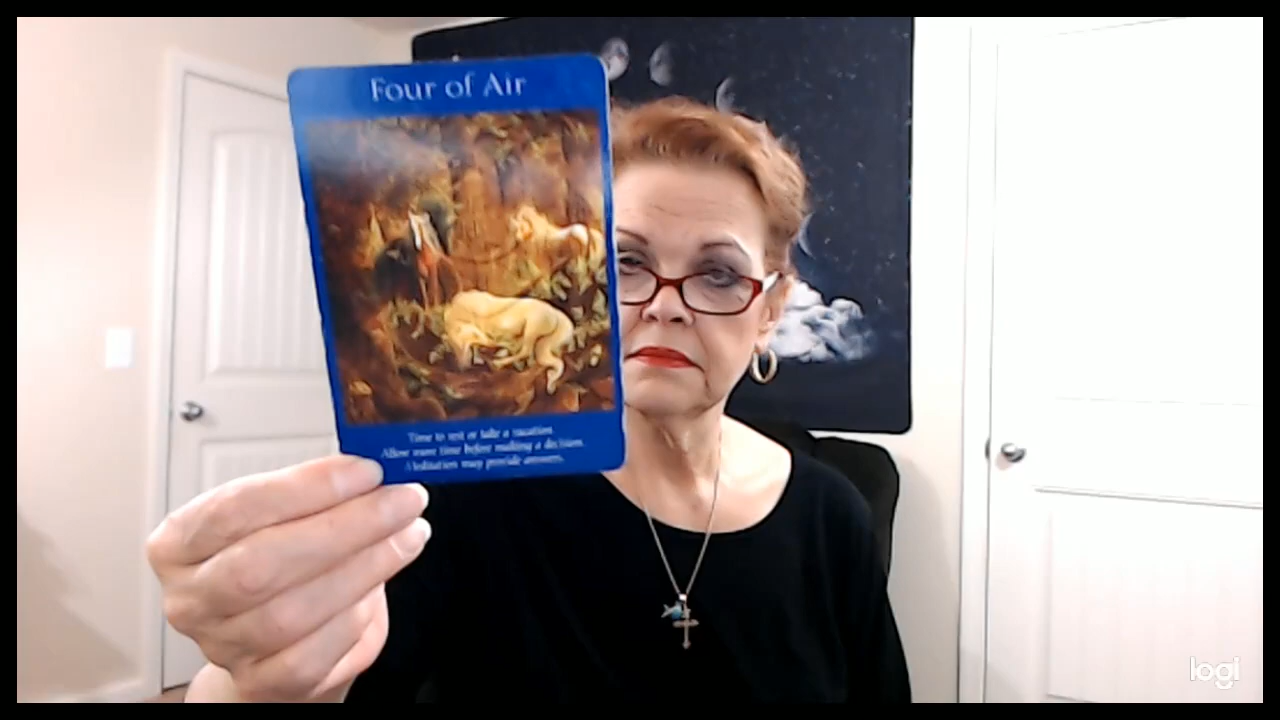 Four of Air
Time to rest or take a vacation.
Allow more time before making a decision.
Meditation may provide answers.
logi